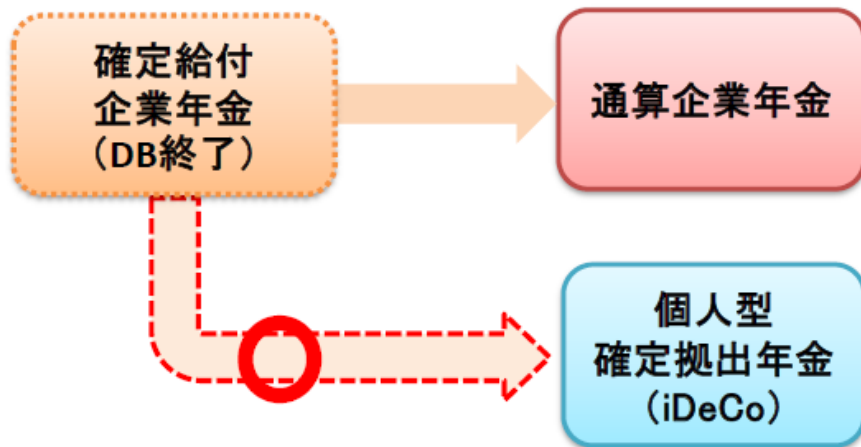 確定給付
企業年金
（DB終了）
通算企業年金
個人型
確定拠出年金
（iDeCo）